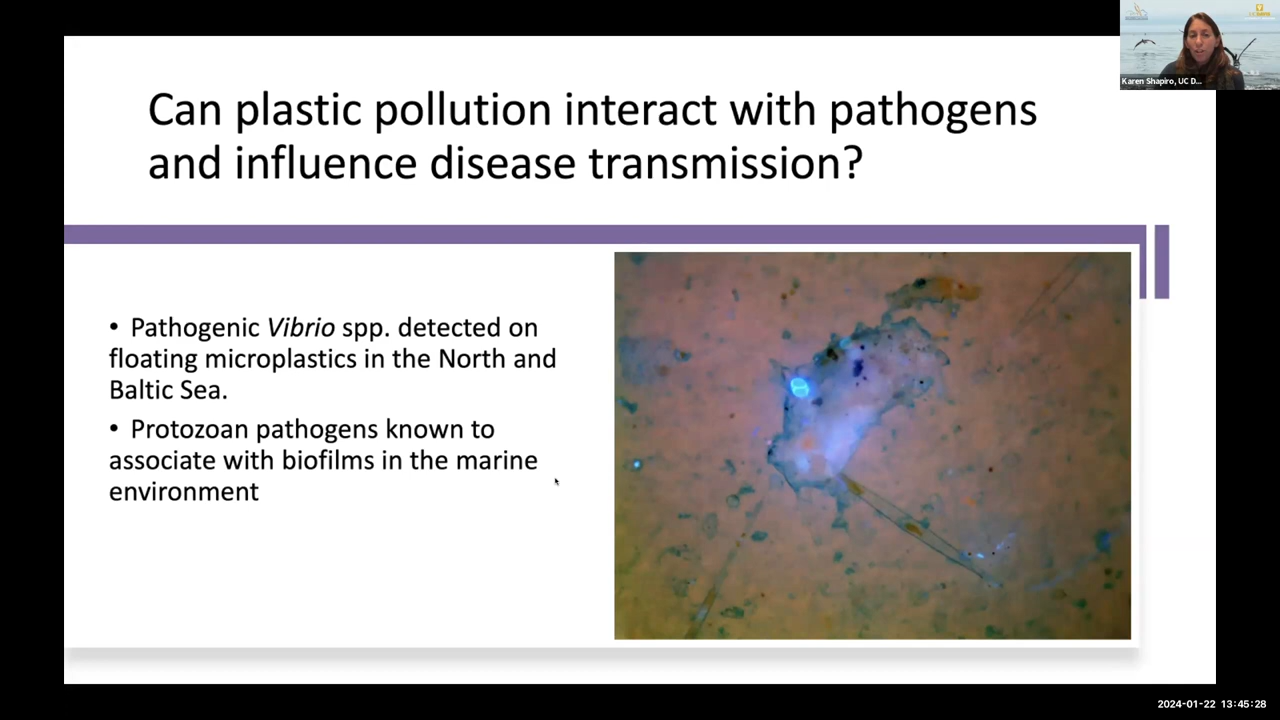 Can plastic pollution interact with pathogens
and influence disease transmission?
• Pathogenic Vibrio spp. detected on
floating microplastics in the North and
Baltic Sea.
• Protozoan pathogens known to
associate with biofilms in the marine
environment
Karen Shapiro, UC D...
2024-01-22 13:45:28